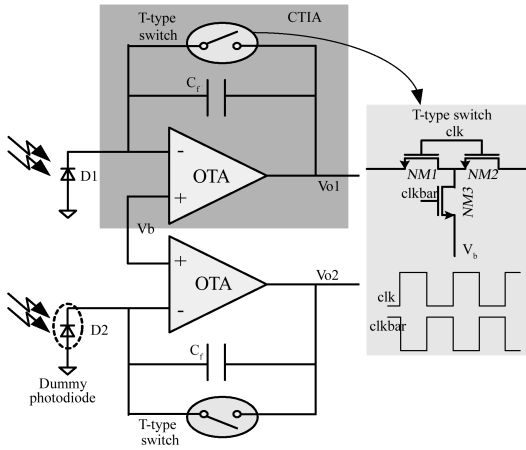 T-type
switch
CTIA
Cf
T-type switch
clk
-
OTA
+
NM1
NM2
NM3
clkbar
D1
Vo1
Vb
Vb
+
OTA
-
Vo2
clk
clkbar
D2
Cf
Dummy
photodiode
T-type
switch